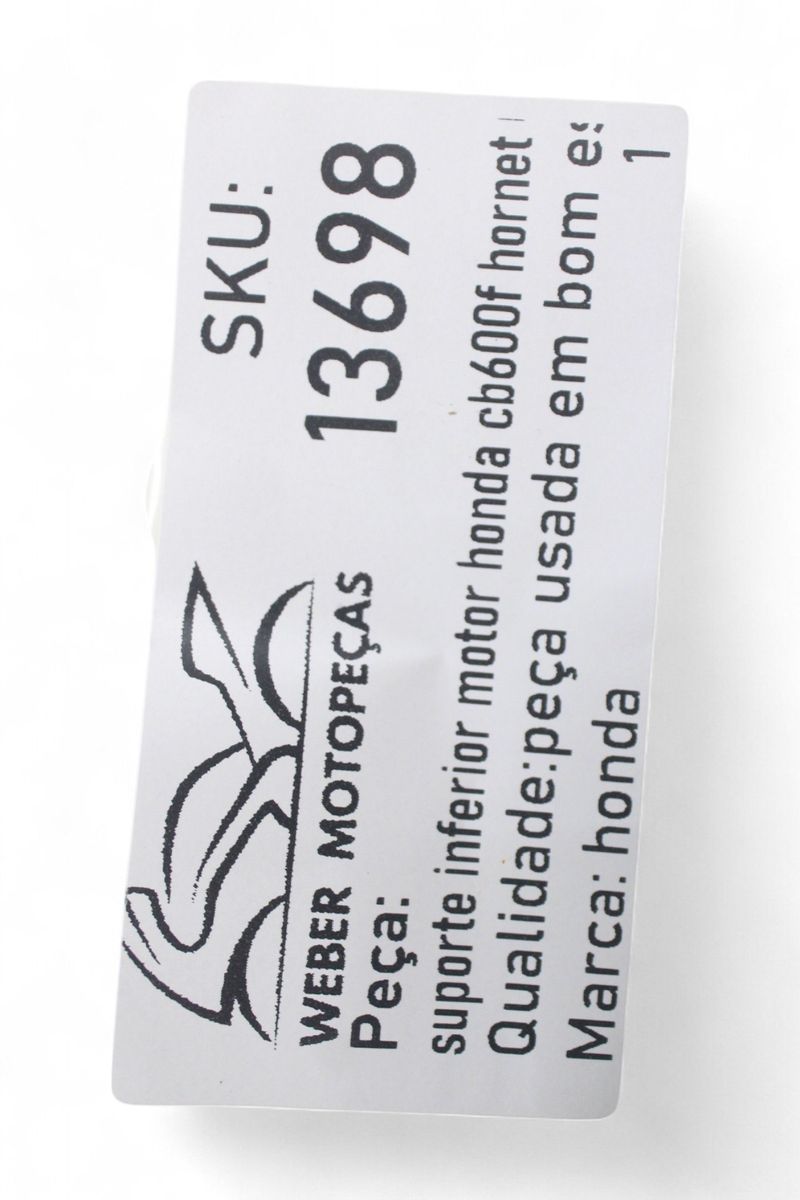 SKU:
13698
WEBER MOTOPEÇAS
Peça:
suporte inferior motor honda cb600f hornet
Qualidade:peça usada em bom
Marca: honda
1